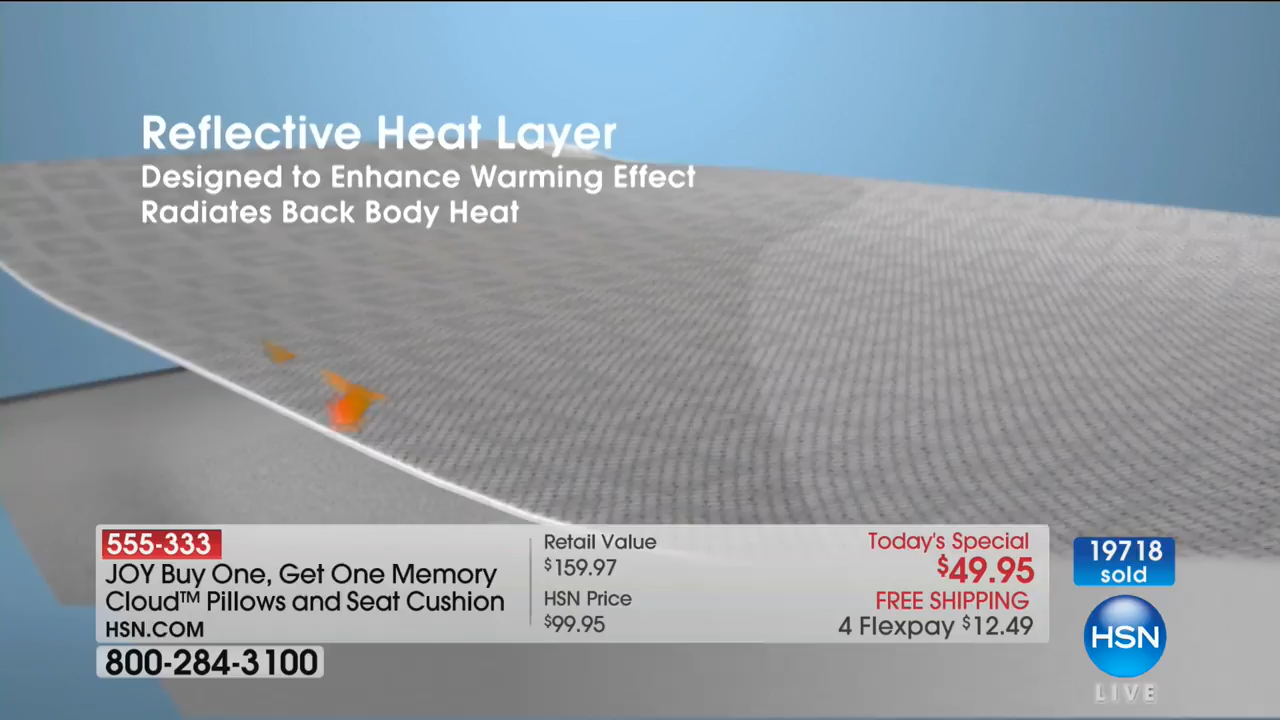 Reflective Heat Layer
Designed to Enhance Warming Effect
Radiates Back Body Heat
555-333
JOY Buy One, Get One Memory
Cloud™ Pillows and Seat Cushion
HSN.COM
800-284-3100
Retail Value
$159.97
HSN Price
$99.95
Today's Special
$49.95
FREE SHIPPING
4 Flexpay $12.49
19718
sold
HSN
LIVE